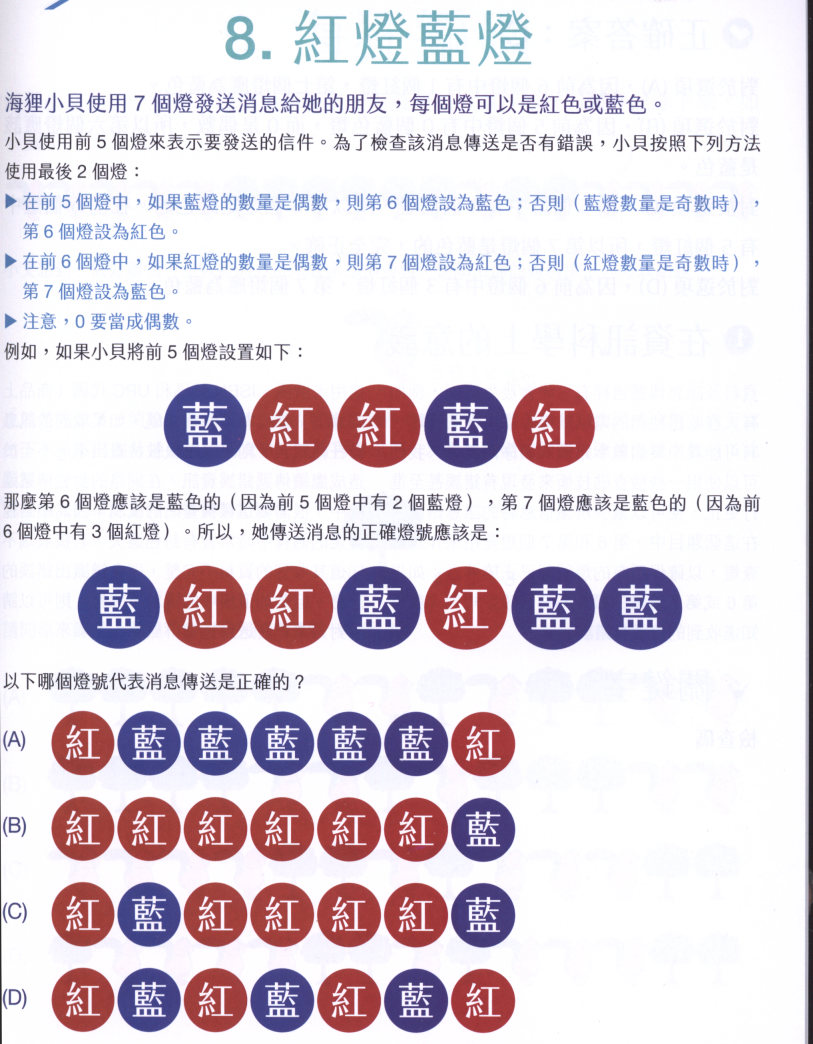 8. 紅燈藍燈
海狸小貝使用 7 個燈發送消息給她的朋友，每個燈可以是紅色或藍色。
小貝使用前 5 個燈來表示要發送的信件。為了檢查該消息傳送是否有錯誤，小貝按照下列方法
使用最後 2 個燈：
▶在前 5 個燈中，如果藍燈的數量是偶數，則第 6 個燈設為藍色；否則（藍燈數量是奇數時），
第 6 個燈設為紅色。
▶在前 6 個燈中，如果紅燈的數量是偶數，則第 7 個燈設為紅色；否則（紅燈數量是奇數時），
第 7 個燈設為藍色。
▶注意，0 要當成偶數。
例如，如果小貝將前 5 個燈設置如下：
藍 紅 紅 藍 紅
那麼第 6 個燈應該是藍色的（因為前 5 個燈中有 2 個藍燈），第 7 個燈應該是藍色的（因為前
6 個燈中有 3 個紅燈）。所以，她傳送消息的正確燈號應該是：
藍 紅 紅 藍 紅 藍 藍
以下哪個燈號代表消息傳送是正確的？
(A) 紅 藍 藍 藍 藍 藍 紅
(B) 紅 紅 紅 紅 紅 紅 藍
(C) 紅 藍 紅 紅 紅 紅 藍
(D) 紅 藍 紅 藍 紅 藍 紅